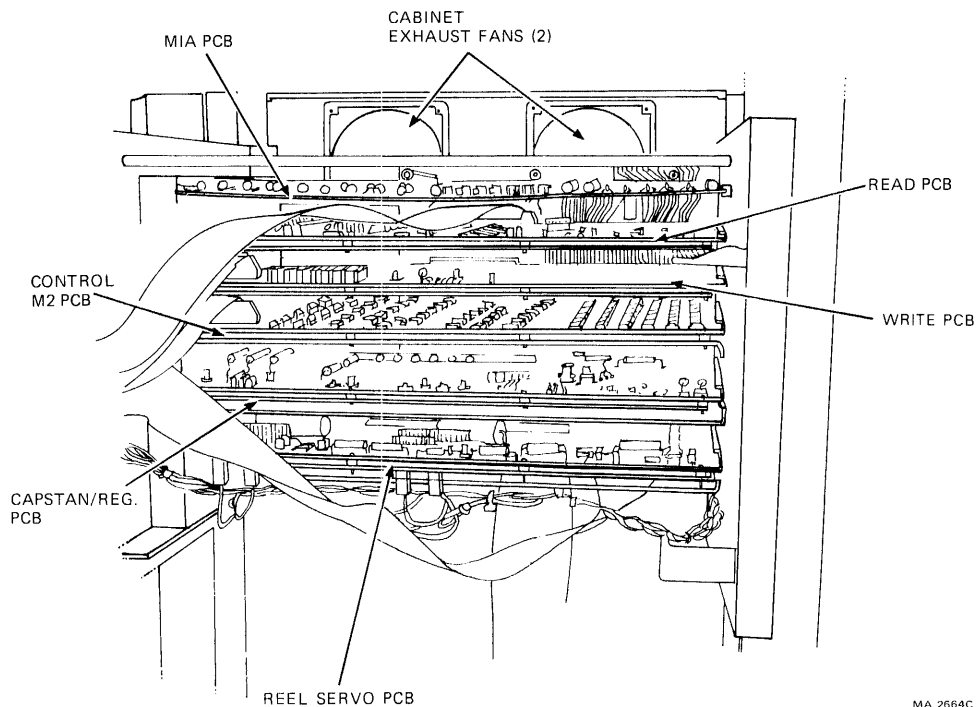 CABINET
EXHAUST FANS (2)
MIA PCB
READ PCB
CONTROL
M2 PCB
WRITE PCB
CAPSTAN/REG.
PCB
REEL SERVO PCB
MA 2664C